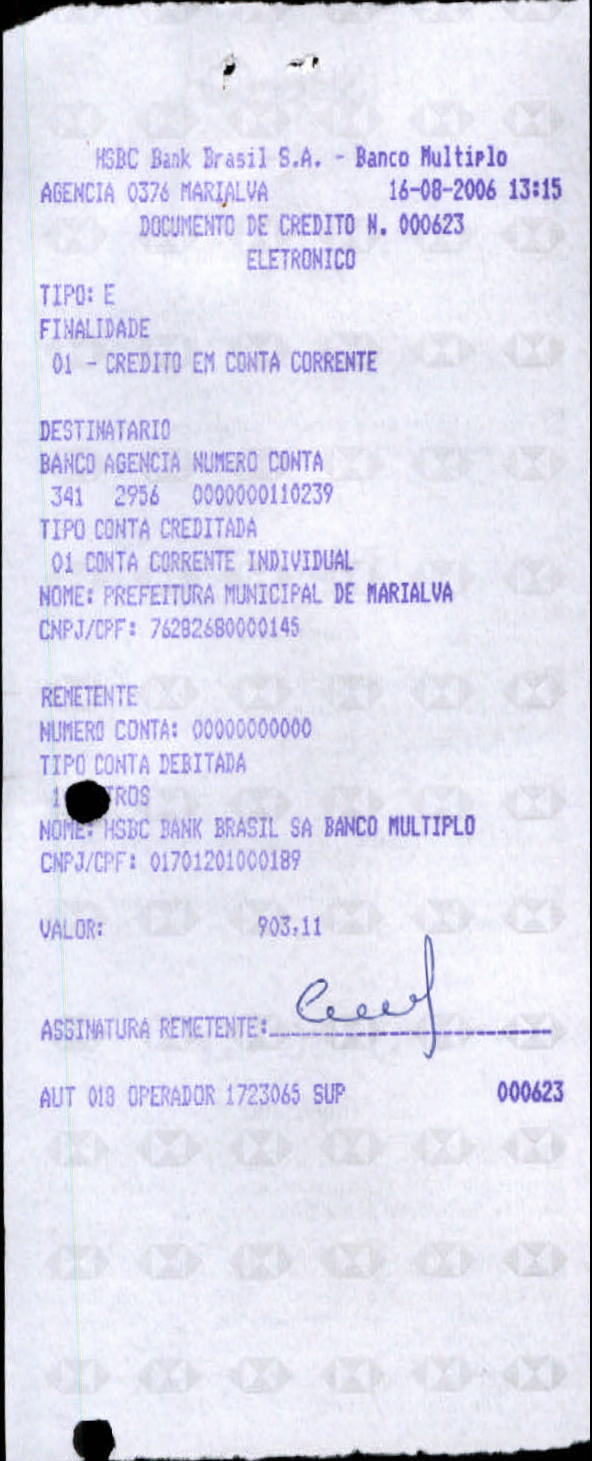 HSBC Bank Brasil S.A. - Banco Multiplo
AGENCIA 0376 MARIALVA 16-08-2006 13:15
DOCUMENTO DE CREDITO N. 000623
ELETRONICO
TIPO: E
FINALIDADE
01 - CREDITO EM CONTA CORRENTE
DESTINATARIO
BANCO AGENCIA NUMERO CONTA
341 2956 0000000110239
TIPO CONTA CREDITADA
01 CONTA CORRENTE INDIVIDUAL
NOME: PREFEITURA MUNICIPAL DE MARIALVA
CNPJ/CPF: 76282680000145
REMETENTE
NUMERO CONTA: 00000000000
TIPO CONTA DEBITADA
1 TROS
NOME: HSBC BANK BRASIL SA BANCO MULTIPLO
CNPJ/CPF: 01701201000189
VALOR: 903,11
ASSINATURA REMETENTE:
AUT 018 OPERADOR 1723065 SUP 000623